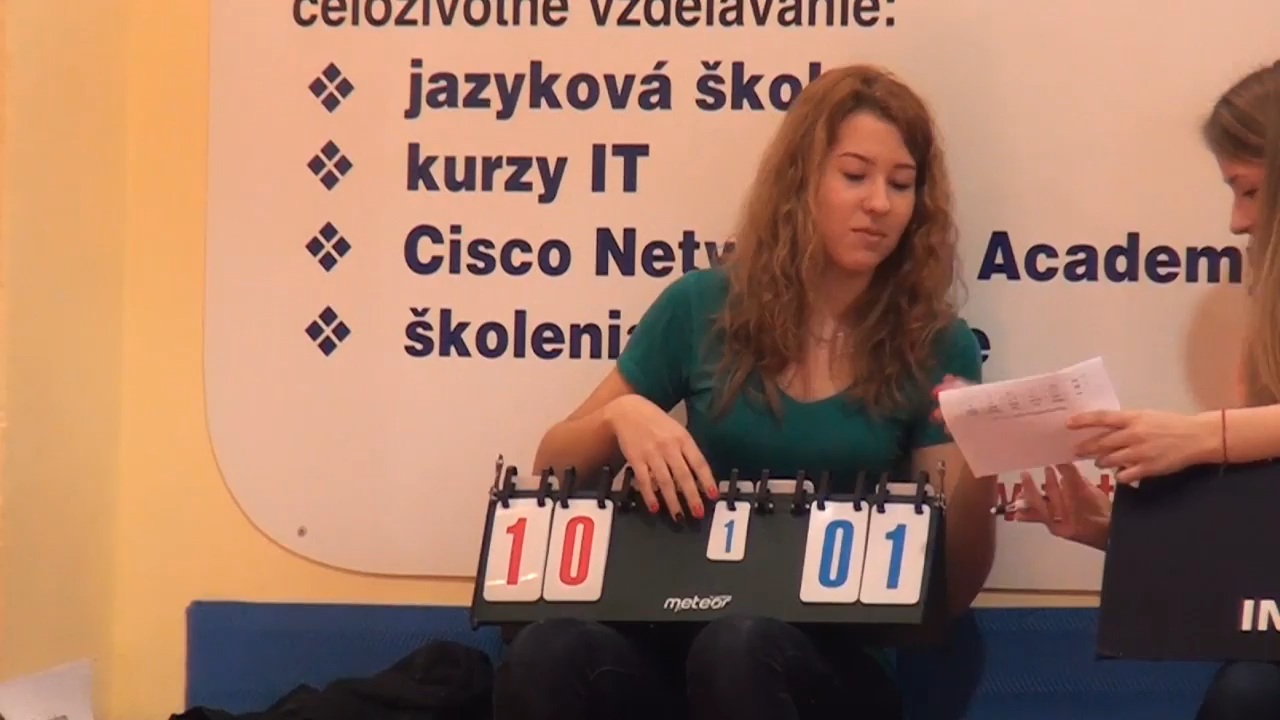 celoživotné vzdelávanie:
❖ jazyková škol
❖ kurzy IT
❖ Cisco Netw Academ
❖ školenia e
10 1 01
meteor
IN